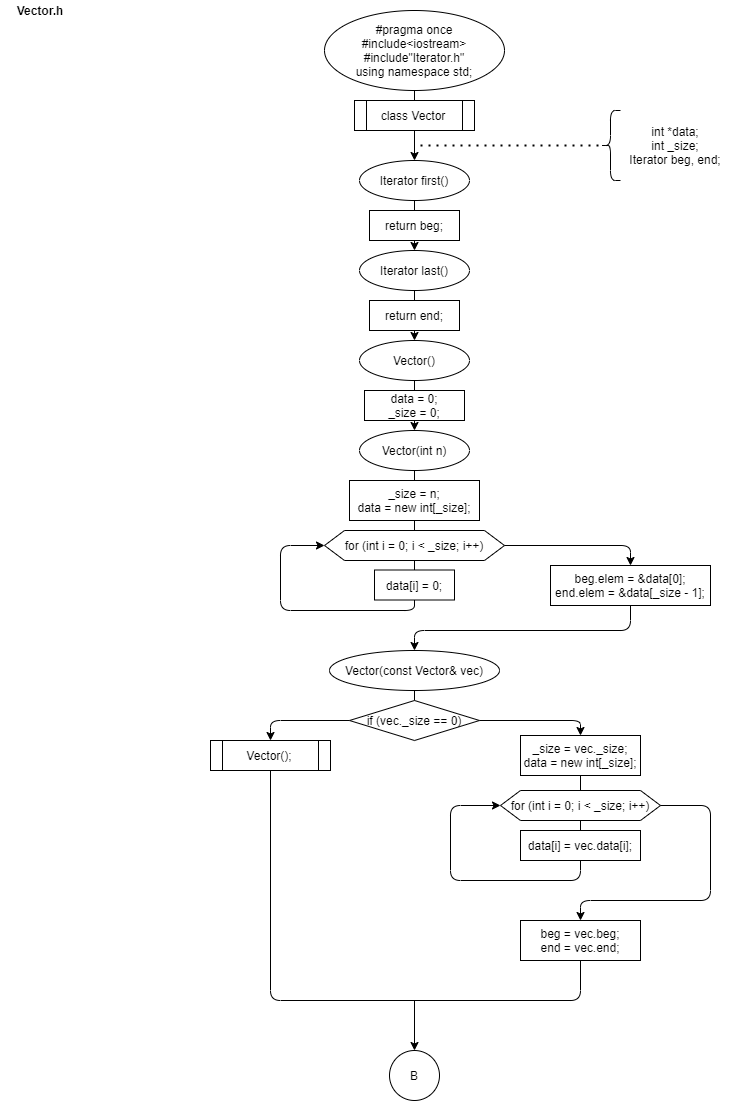 Vector.h
#pragma once
#include<iostream>
#include"Iterator.h"
using namespace std;
class Vector
int *data;
int _size;
Iterator beg, end;
Iterator first()
return beg;
Iterator last()
return end;
Vector()
data = 0;
_size = 0;
Vector(int n)
_size = n;
data = new int[_size];
for (int i = 0; i < _size; i++)
data[i] = 0;
beg.elem = &data[0];
end.elem = &data[_size - 1];
Vector(const Vector& vec)
if (vec._size == 0)
Vector();
_size = vec._size;
data = new int[_size];
for (int i = 0; i < _size; i++)
data[i] = vec.data[i];
beg = vec.beg;
end = vec.end;
B